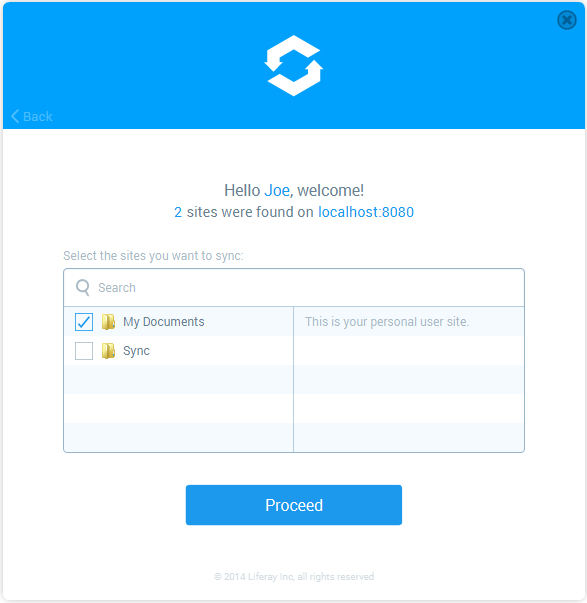 Back
Hello Joe, welcome!
2 sites were found on localhost:8080
Select the sites you want to sync:
Search
My Documents This is your personal user site.
Sync
Proceed
© 2014 Liferay Inc, all rights reserved